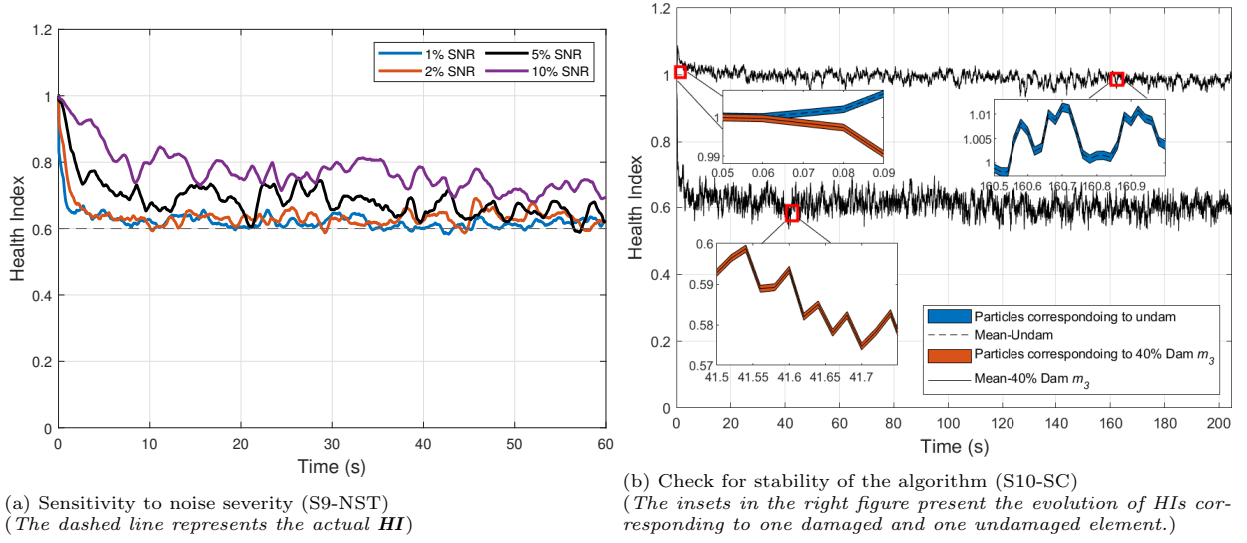 1.2
1
0.8
0.6
0.4
0.2
0
Health Index
1% SNR
2% SNR
5% SNR
10% SNR
0 10 20 30 40 50 60
Time (s)
(a) Sensitivity to noise severity (S9-NST)
(The dashed line represents the actual HI)
1.2
1
0.8
0.6
0.4
0.2
0
Health Index
1
0.99
0.05 0.06 0.07 0.08 0.09
1.01
1.005
1
160.5 160.6 160.7 160.8 160.9
0.6
0.59
0.58
0.57
41.5 41.55 41.6 41.65 41.7
Particles correspondoing to undam
Mean-Undam
Particles correspondoing to 40% Dam m3
Mean-40% Dam m3
0 20 40 60 80 100 120 140 160 180 200
Time (s)
(b) Check for stability of the algorithm (S10-SC)
(The insets in the right figure present the evolution of HIs cor-
responding to one damaged and one undamaged element.)